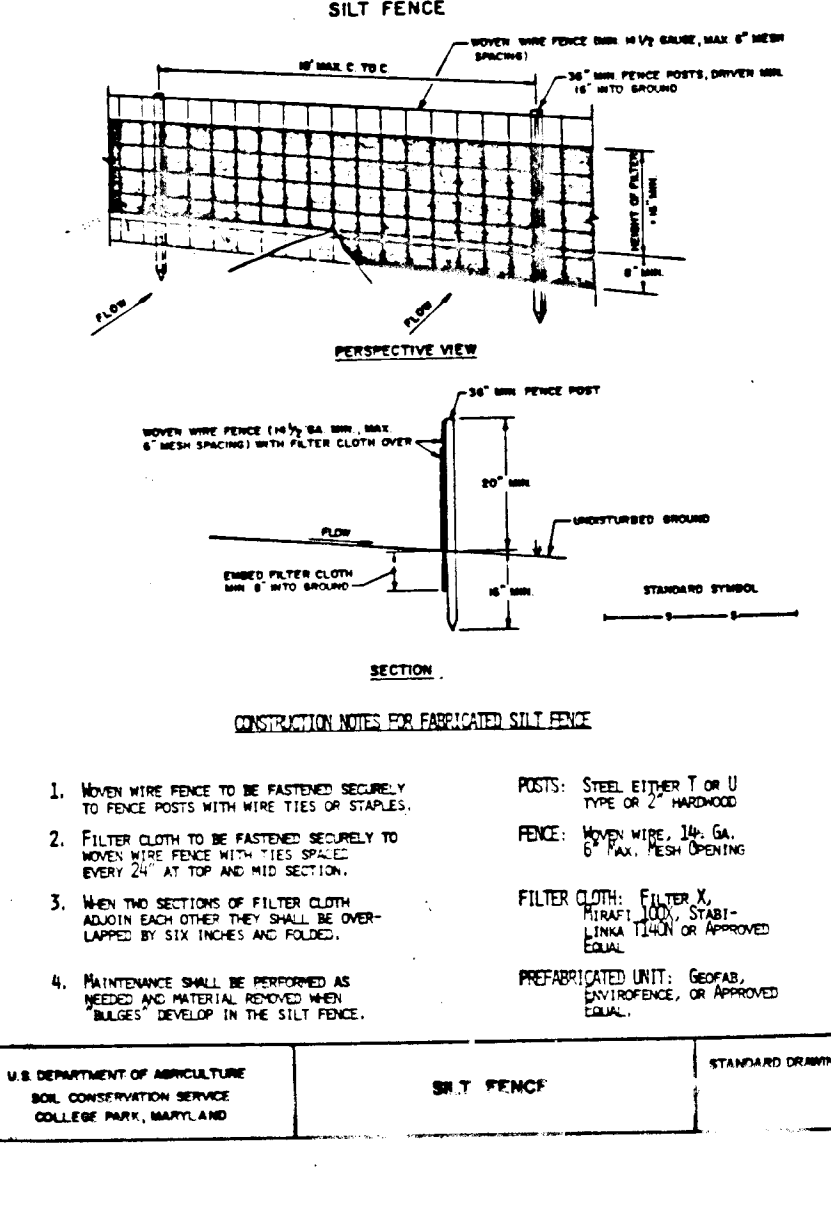 SILT FENCE
WOVEN WIRE FENCE (MIN. 14 1/2 GAUGE, MAX. 6" MESH
SPACING)
10' MAX. C. TO C.
36" MIN. FENCE POSTS, DRIVEN MIN.
16" INTO GROUND
HEIGHT OF FILTER
= 16" MIN.
8" MIN.
FLOW
FLOW
PERSPECTIVE VIEW
36" MIN. FENCE POST
WOVEN WIRE FENCE (14 1/2 GA. MIN., MAX.
6" MESH SPACING) WITH FILTER CLOTH OVER
20" MIN.
UNDISTURBED GROUND
FLOW
EMBED FILTER CLOTH
MIN. 8" INTO GROUND
16" MIN.
STANDARD SYMBOL
S S
SECTION
CONSTRUCTION NOTES FOR FABRICATED SILT FENCE
1. WOVEN WIRE FENCE TO BE FASTENED SECURELY
TO FENCE POSTS WITH WIRE TIES OR STAPLES.
2. FILTER CLOTH TO BE FASTENED SECURELY TO
WOVEN WIRE FENCE WITH TIES SPACED
EVERY 24" AT TOP AND MID SECTION.
3. WHEN TWO SECTIONS OF FILTER CLOTH
ADJOIN EACH OTHER THEY SHALL BE OVER-
LAPPED BY SIX INCHES AND FOLDED.
4. MAINTENANCE SHALL BE PERFORMED AS
NEEDED AND MATERIAL REMOVED WHEN
"BULGES" DEVELOP IN THE SILT FENCE.
POSTS: STEEL EITHER T OR U
TYPE OR 2" HARDWOOD
FENCE: WOVEN WIRE, 14 GA.
6" MAX. MESH OPENING
FILTER CLOTH: FILTER X,
MIRAFI 100X, STABI-
LINKA T140N OR APPROVED
EQUAL
PREFABRICATED UNIT: GEOFAB,
ENVIROFENCE, OR APPROVED
EQUAL.
U.S. DEPARTMENT OF AGRICULTURE
SOIL CONSERVATION SERVICE
COLLEGE PARK, MARYLAND
SILT FENCE
STANDARD DRAWIN